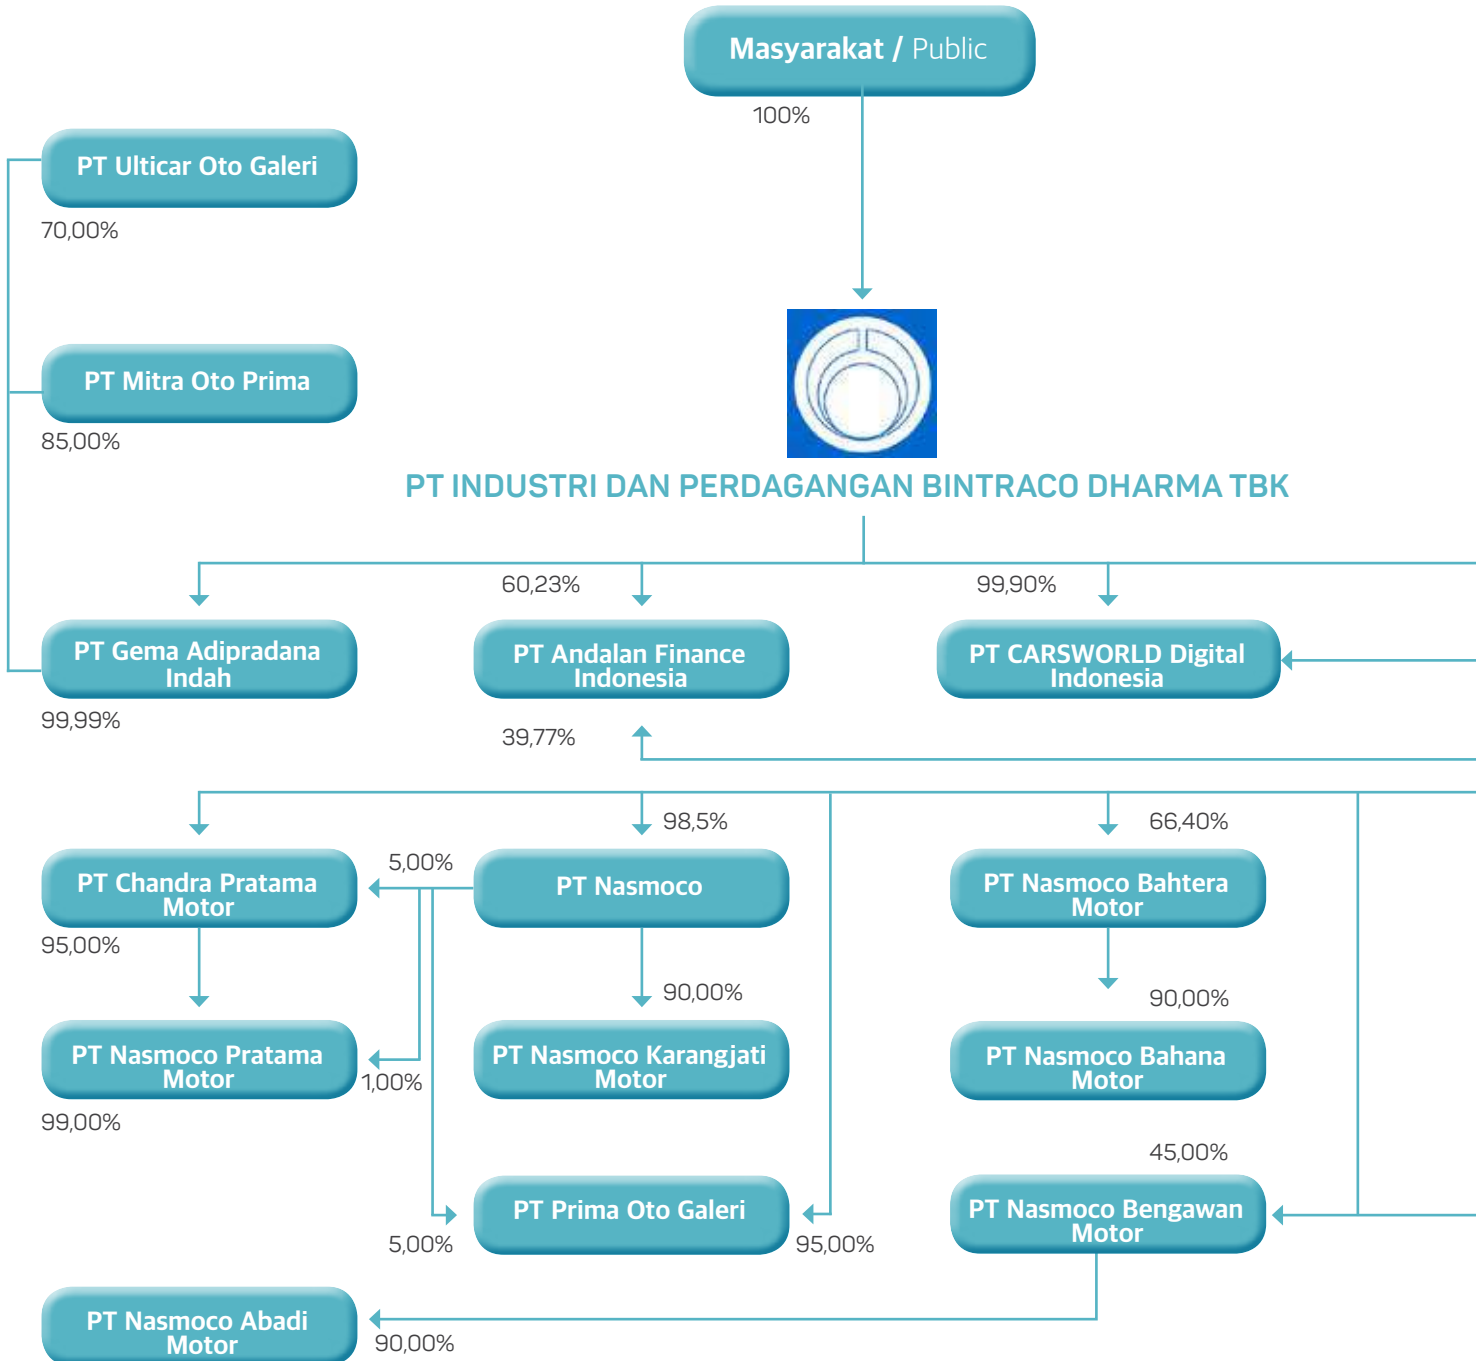 Masyarakat / Public
100%
PT Ulticar Oto Galeri
70,00%
PT Mitra Oto Prima
85,00%
PT INDUSTRI DAN PERDAGANGAN BINTRACO DHARMA TBK
60,23%
99,90%
PT Gema Adipradana
Indah
99,99%
PT Andalan Finance
Indonesia
39,77%
PT CARSWORLD Digital
Indonesia
98,5%
66,40%
5,00%
PT Chandra Pratama
Motor
95,00%
PT Nasmoco
PT Nasmoco Bahtera
Motor
90,00%
90,00%
PT Nasmoco Pratama
Motor
1,00%
99,00%
PT Nasmoco Karangjati
Motor
PT Nasmoco Bahana
Motor
45,00%
PT Prima Oto Galeri
5,00%
95,00%
PT Nasmoco Bengawan
Motor
PT Nasmoco Abadi
Motor
90,00%